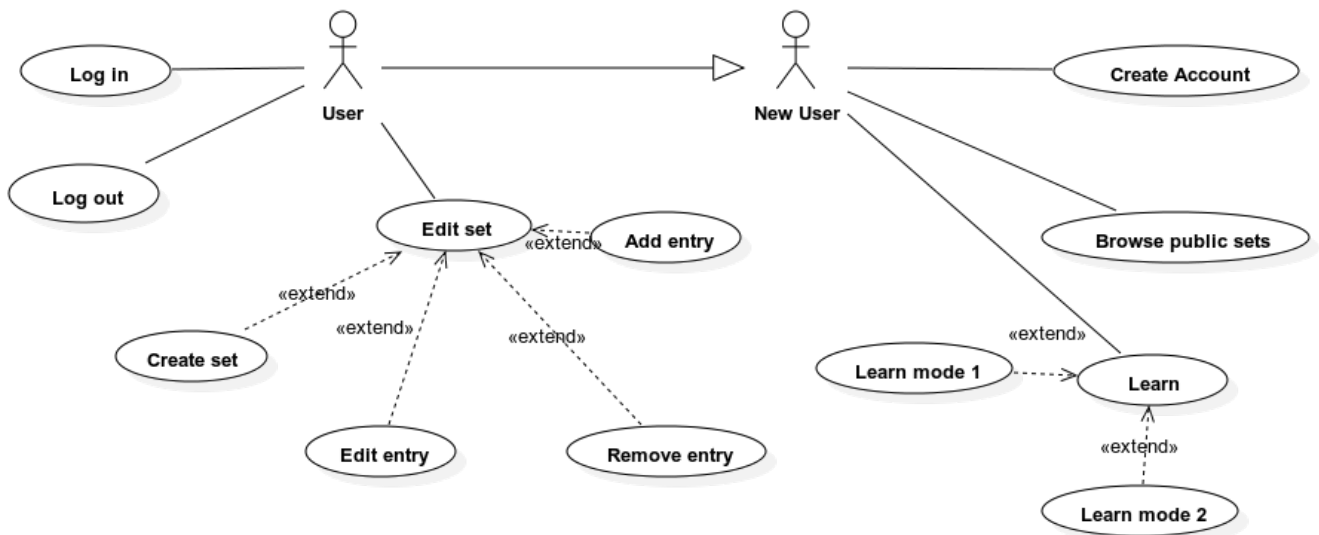 Log in
User
New User
Create Account
Log out
Edit set
«extend»
Add entry
Browse public sets
«extend»
«extend»
«extend»
«extend»
Create set
Learn mode 1
Learn
Edit entry
Remove entry
«extend»
Learn mode 2